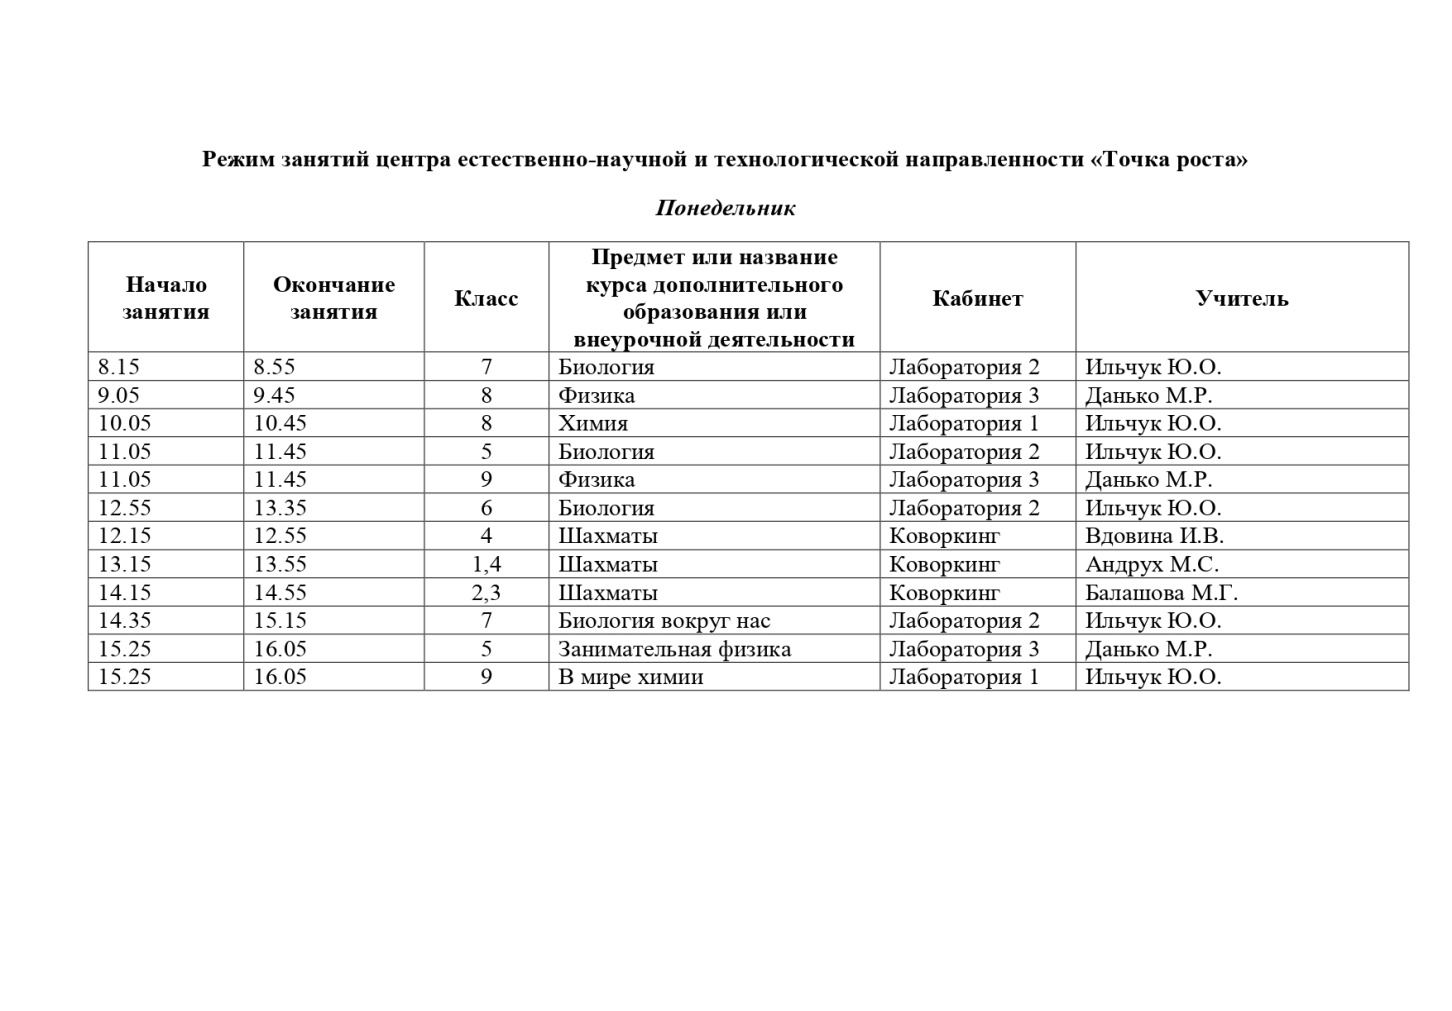 Режим занятий центра естественно-научной и технологической направленности «Точка роста»
Понедельник
Начало занятия Окончание занятия Класс Предмет или название курса дополнительного образования или внеурочной деятельности Кабинет Учитель
8.15 8.55 7 Биология Лаборатория 2 Ильчук Ю.О.
9.05 9.45 8 Физика Лаборатория 3 Данько М.Р.
10.05 10.45 8 Химия Лаборатория 1 Ильчук Ю.О.
11.05 11.45 5 Биология Лаборатория 2 Ильчук Ю.О.
11.05 11.45 9 Физика Лаборатория 3 Данько М.Р.
12.55 13.35 6 Биология Лаборатория 2 Ильчук Ю.О.
12.15 12.55 4 Шахматы Коворкинг Вдовина И.В.
13.15 13.55 1,4 Шахматы Коворкинг Андрух М.С.
14.15 14.55 2,3 Шахматы Коворкинг Балашова М.Г.
14.35 15.15 7 Биология вокруг нас Лаборатория 2 Ильчук Ю.О.
15.25 16.05 5 Занимательная физика Лаборатория 3 Данько М.Р.
15.25 16.05 9 В мире химии Лаборатория 1 Ильчук Ю.О.